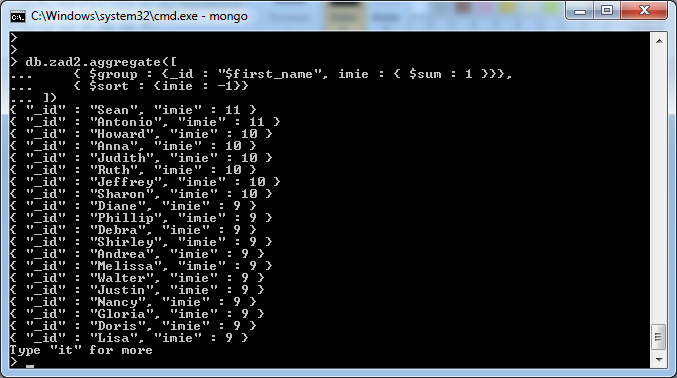 C:\Windows\system32\cmd.exe - mongo
>
>
> db.zad2.aggregate([
...     { $group : {_id : "$first_name", imie : { $sum : 1 }}},
...     { $sort : {imie : -1}}
... ])
{ "_id" : "Sean", "imie" : 11 }
{ "_id" : "Antonio", "imie" : 11 }
{ "_id" : "Howard", "imie" : 10 }
{ "_id" : "Anna", "imie" : 10 }
{ "_id" : "Judith", "imie" : 10 }
{ "_id" : "Ruth", "imie" : 10 }
{ "_id" : "Jeffrey", "imie" : 10 }
{ "_id" : "Sharon", "imie" : 10 }
{ "_id" : "Diane", "imie" : 9 }
{ "_id" : "Phillip", "imie" : 9 }
{ "_id" : "Debra", "imie" : 9 }
{ "_id" : "Shirley", "imie" : 9 }
{ "_id" : "Andrea", "imie" : 9 }
{ "_id" : "Melissa", "imie" : 9 }
{ "_id" : "Walter", "imie" : 9 }
{ "_id" : "Justin", "imie" : 9 }
{ "_id" : "Nancy", "imie" : 9 }
{ "_id" : "Gloria", "imie" : 9 }
{ "_id" : "Doris", "imie" : 9 }
{ "_id" : "Lisa", "imie" : 9 }
Type "it" for more
> _